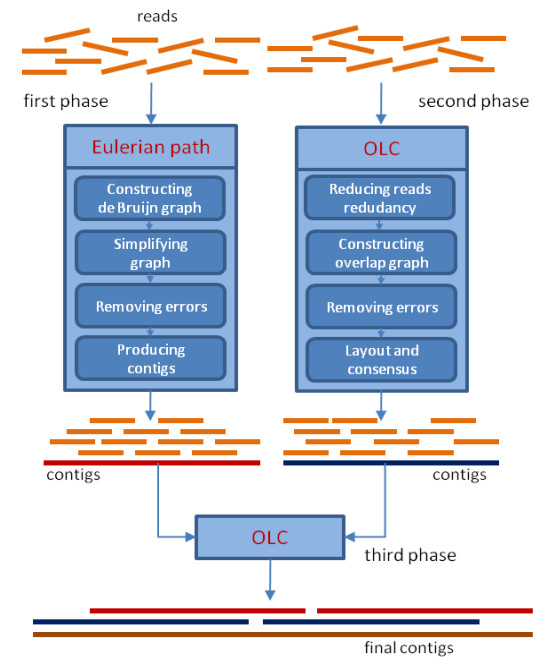 reads
first phase
second phase
Eulerian path
Constructing
de Bruijn graph
Simplifying
graph
Removing errors
Producing
contigs
OLC
Reducing reads
redudancy
Constructing
overlap graph
Removing errors
Layout and
consensus
contigs
contigs
OLC
third phase
final contigs